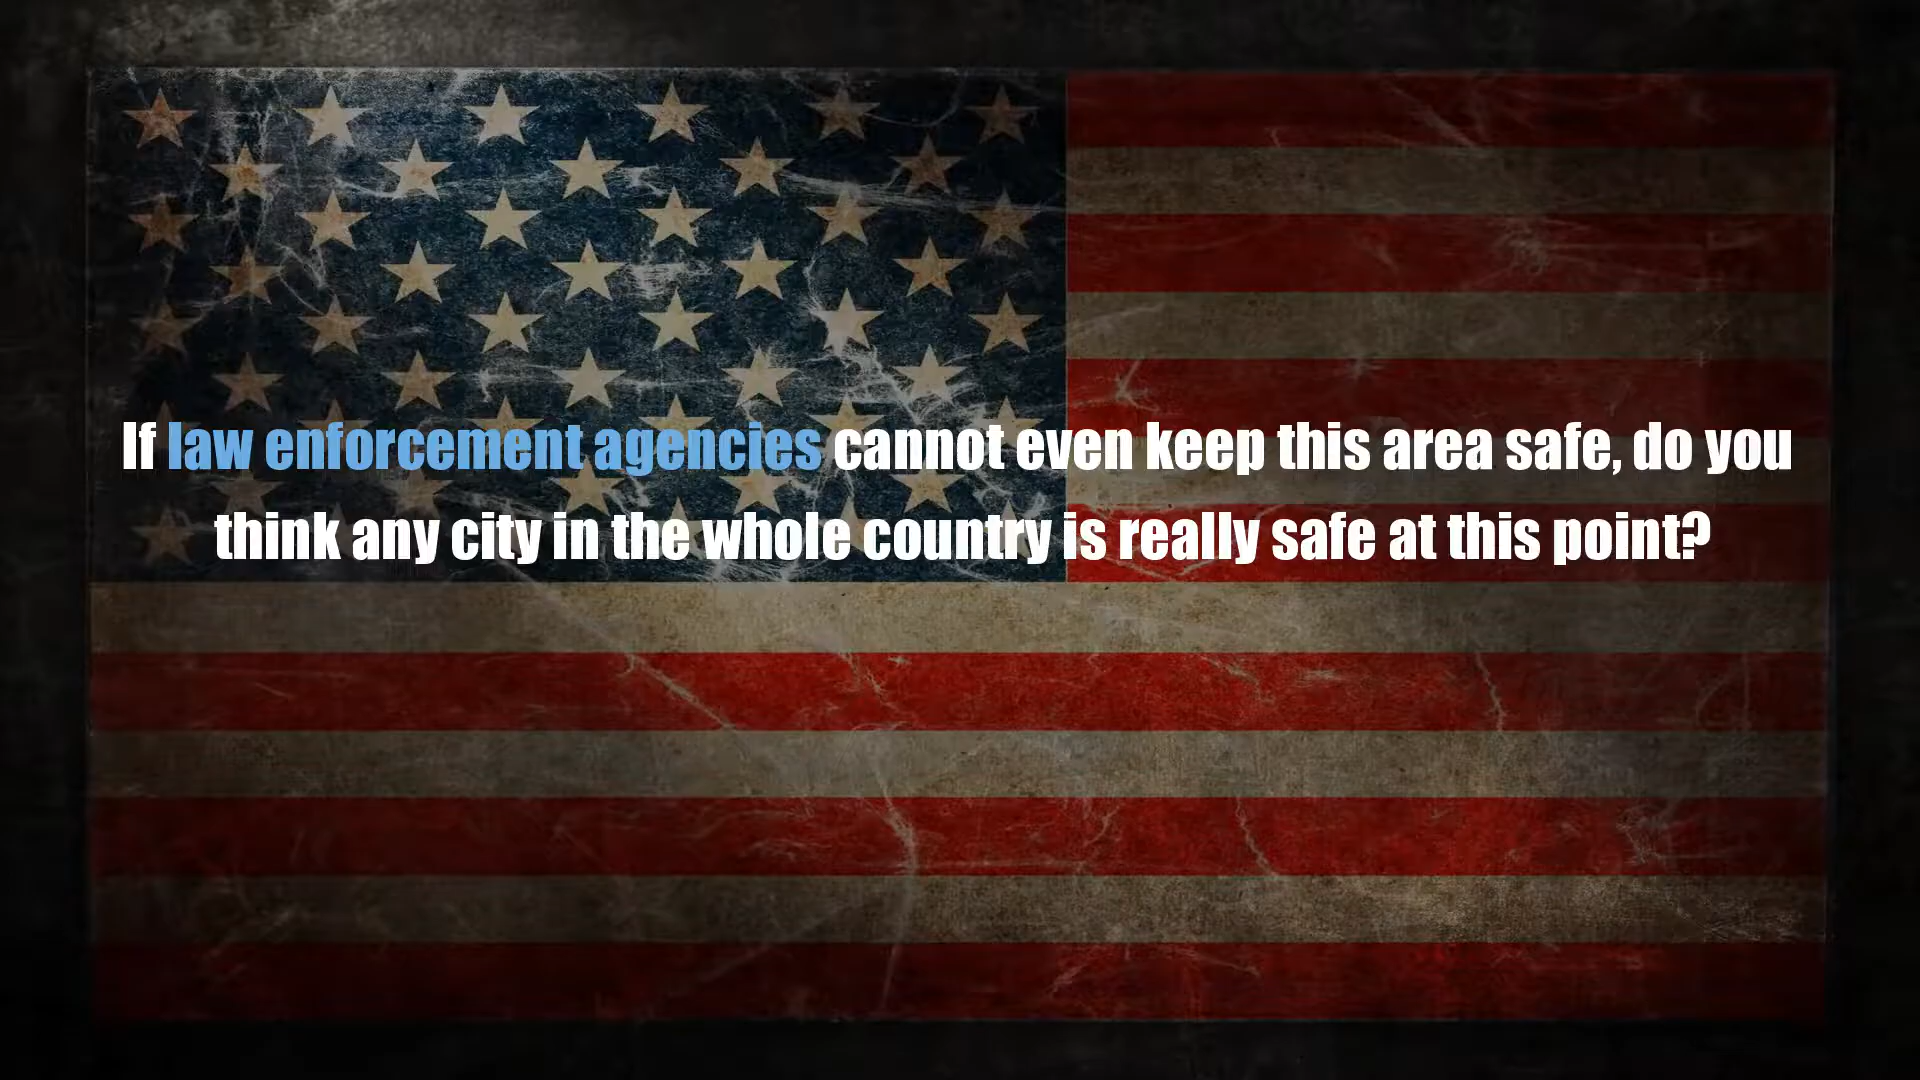 If law enforcement agencies cannot even keep this area safe, do you
think any city in the whole country is really safe at this point?